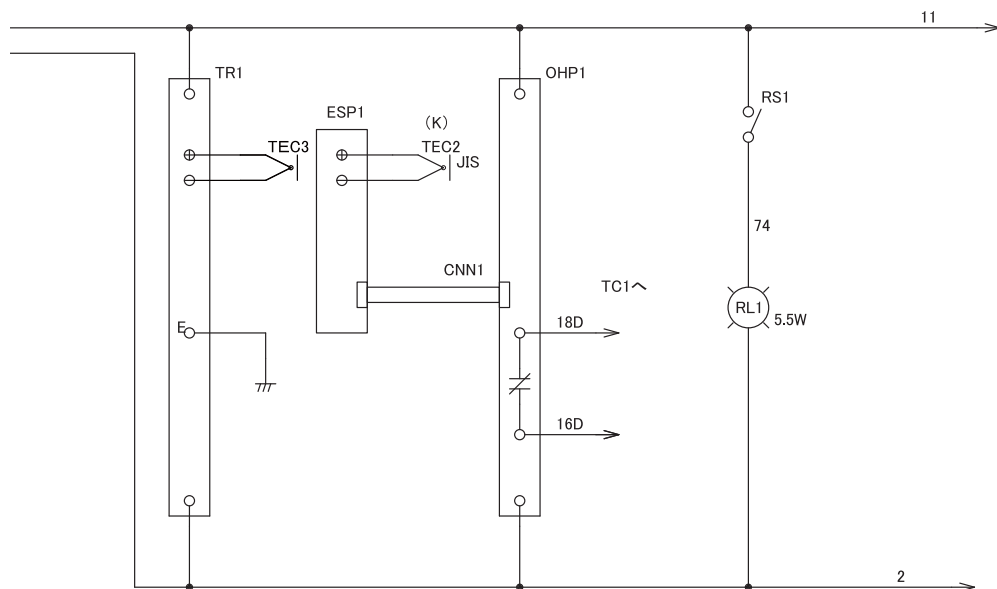 11
TR1
OHP1
RS1
ESP1
(K)
TEC3
TEC2
JIS
74
CNN1
TC1へ
RL1
5.5W
18D
E
16D
2